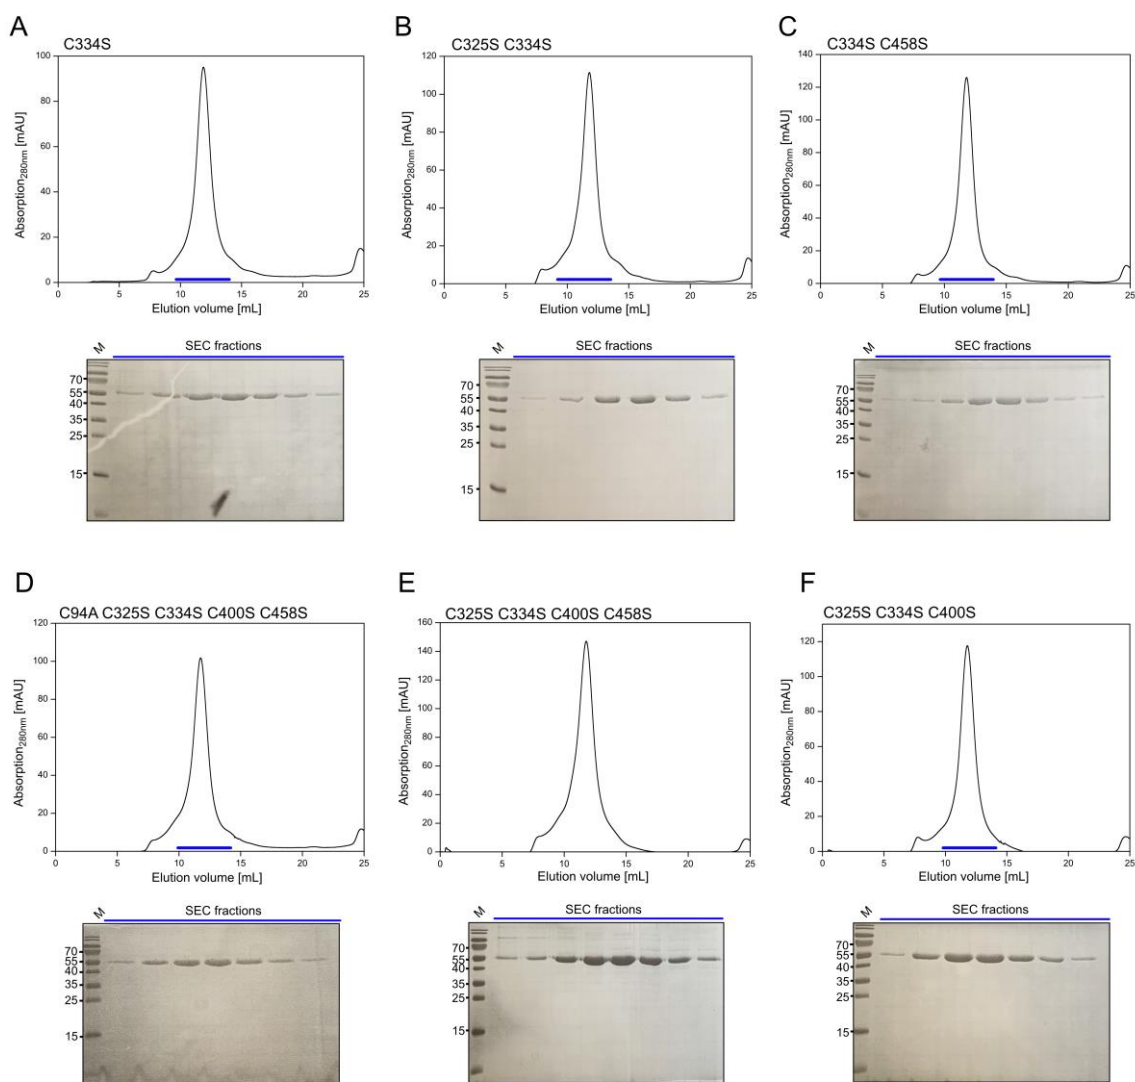 A
C334S
100
80
60
40
20
0
Absorption280nm [mAU]
0 5 10 15 20 25
Elution volume [mL]
M
SEC fractions
70
55
40
35
25
15
B
C325S C334S
120
100
80
60
40
20
0
Absorption280nm [mAU]
0 5 10 15 20 25
Elution volume [mL]
M
SEC fractions
70
55
40
35
25
15
C
C334S C458S
140
120
100
80
60
40
20
0
Absorption280nm [mAU]
0 5 10 15 20 25
Elution volume [mL]
M
SEC fractions
70
55
40
35
25
15
D
C94A C325S C334S C400S C458S
120
100
80
60
40
20
0
Absorption280nm [mAU]
0 5 10 15 20 25
Elution volume [mL]
M
SEC fractions
70
55
40
35
25
15
E
C325S C334S C400S C458S
160
140
120
100
80
60
40
20
0
Absorption280nm [mAU]
0 5 10 15 20 25
Elution volume [mL]
M
SEC fractions
70
55
40
35
25
15
F
C325S C334S C400S
120
100
80
60
40
20
0
Absorption280nm [mAU]
0 5 10 15 20 25
Elution volume [mL]
M
SEC fractions
70
55
40
35
25
15